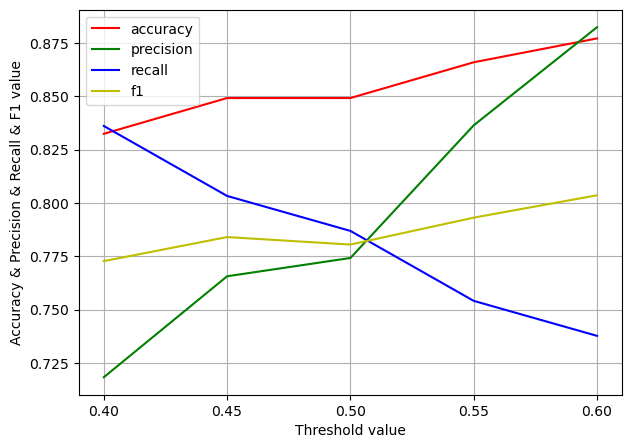 accuracy
precision
recall
f1
0.875
0.850
0.825
0.800
0.775
0.750
0.725
Accuracy & Precision & Recall & F1 value
0.40 0.45 0.50 0.55 0.60
Threshold value